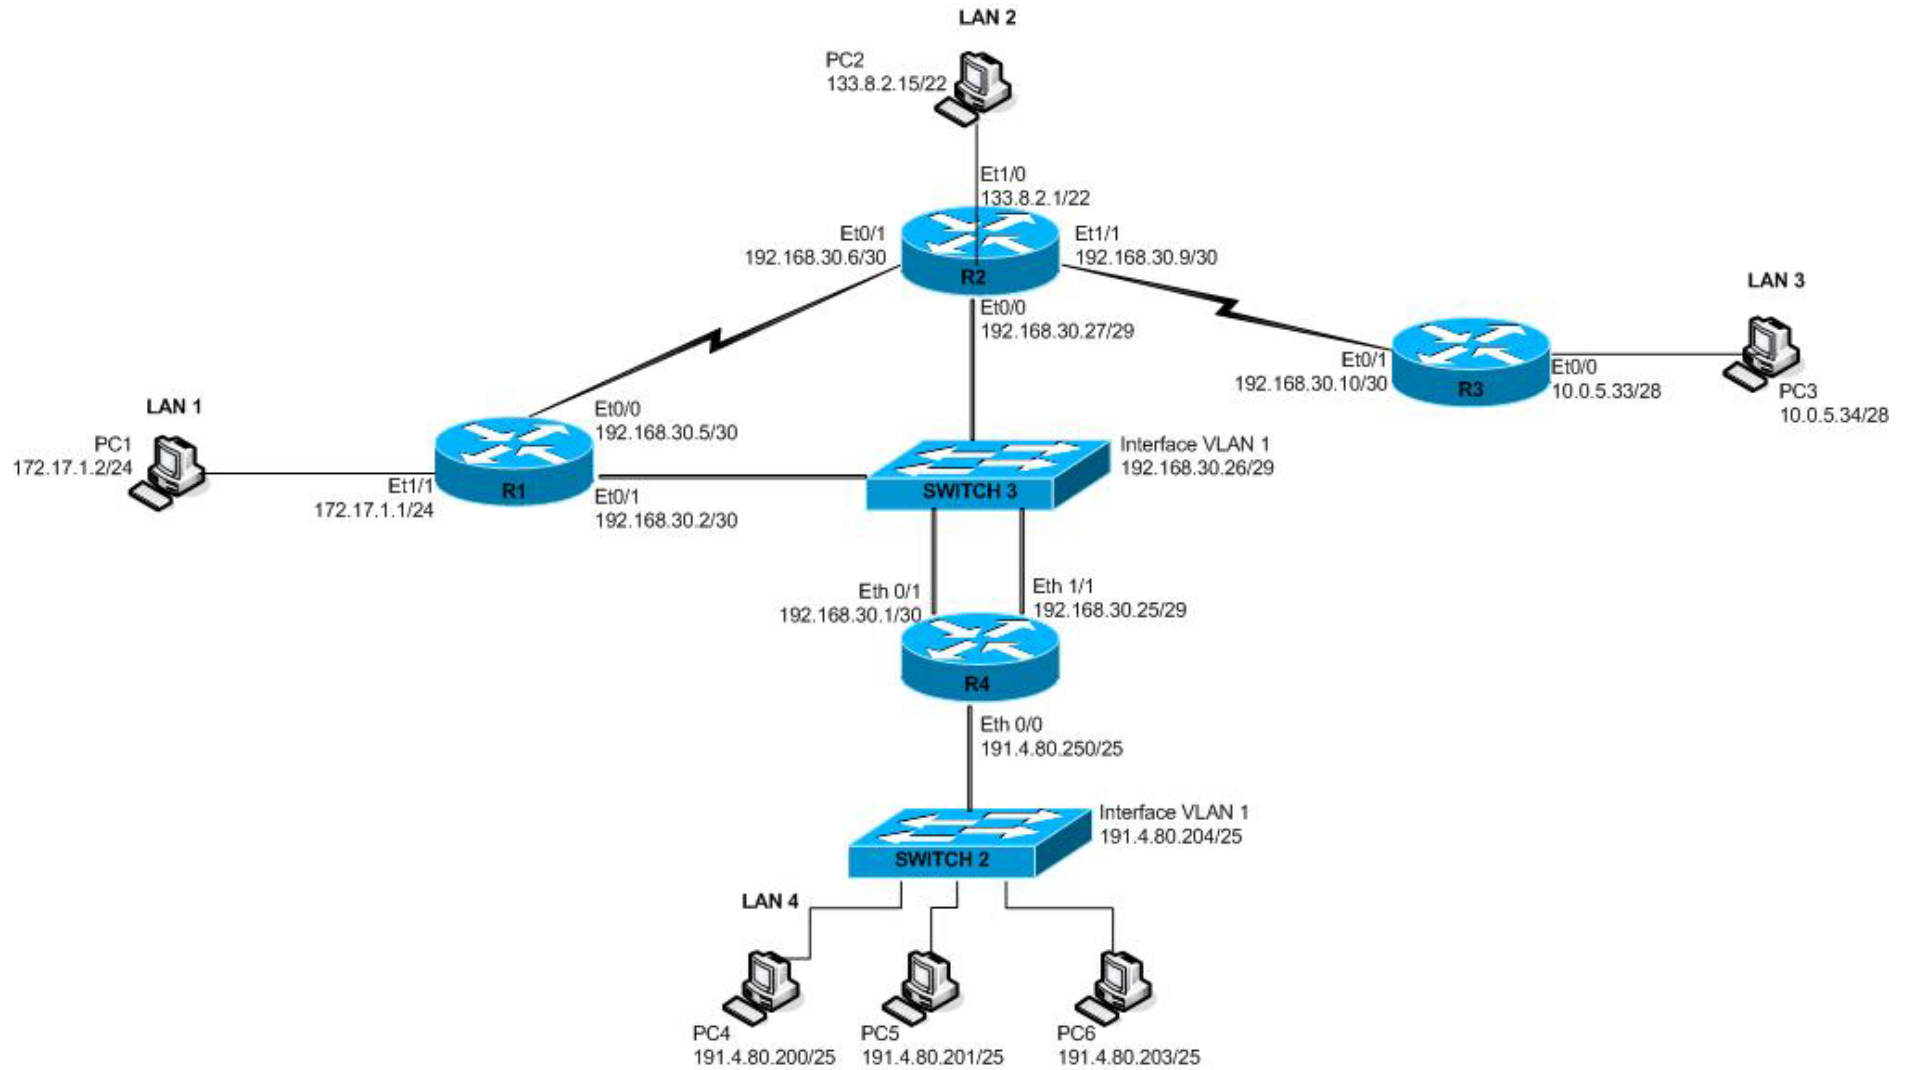 LAN 2
PC2
133.8.2.15/22
Et1/0
133.8.2.1/22
Et0/1
192.168.30.6/30
Et1/1
192.168.30.9/30
R2
Et0/0
192.168.30.27/29
LAN 3
Et0/1
192.168.30.10/30
R3
Et0/0
10.0.5.33/28
PC3
10.0.5.34/28
LAN 1
PC1
172.17.1.2/24
Et0/0
192.168.30.5/30
Et1/1
172.17.1.1/24
R1
Et0/1
192.168.30.2/30
Interface VLAN 1
192.168.30.26/29
SWITCH 3
Eth 0/1
192.168.30.1/30
Eth 1/1
192.168.30.25/29
R4
Eth 0/0
191.4.80.250/25
Interface VLAN 1
191.4.80.204/25
SWITCH 2
LAN 4
PC4
191.4.80.200/25
PC5
191.4.80.201/25
PC6
191.4.80.203/25